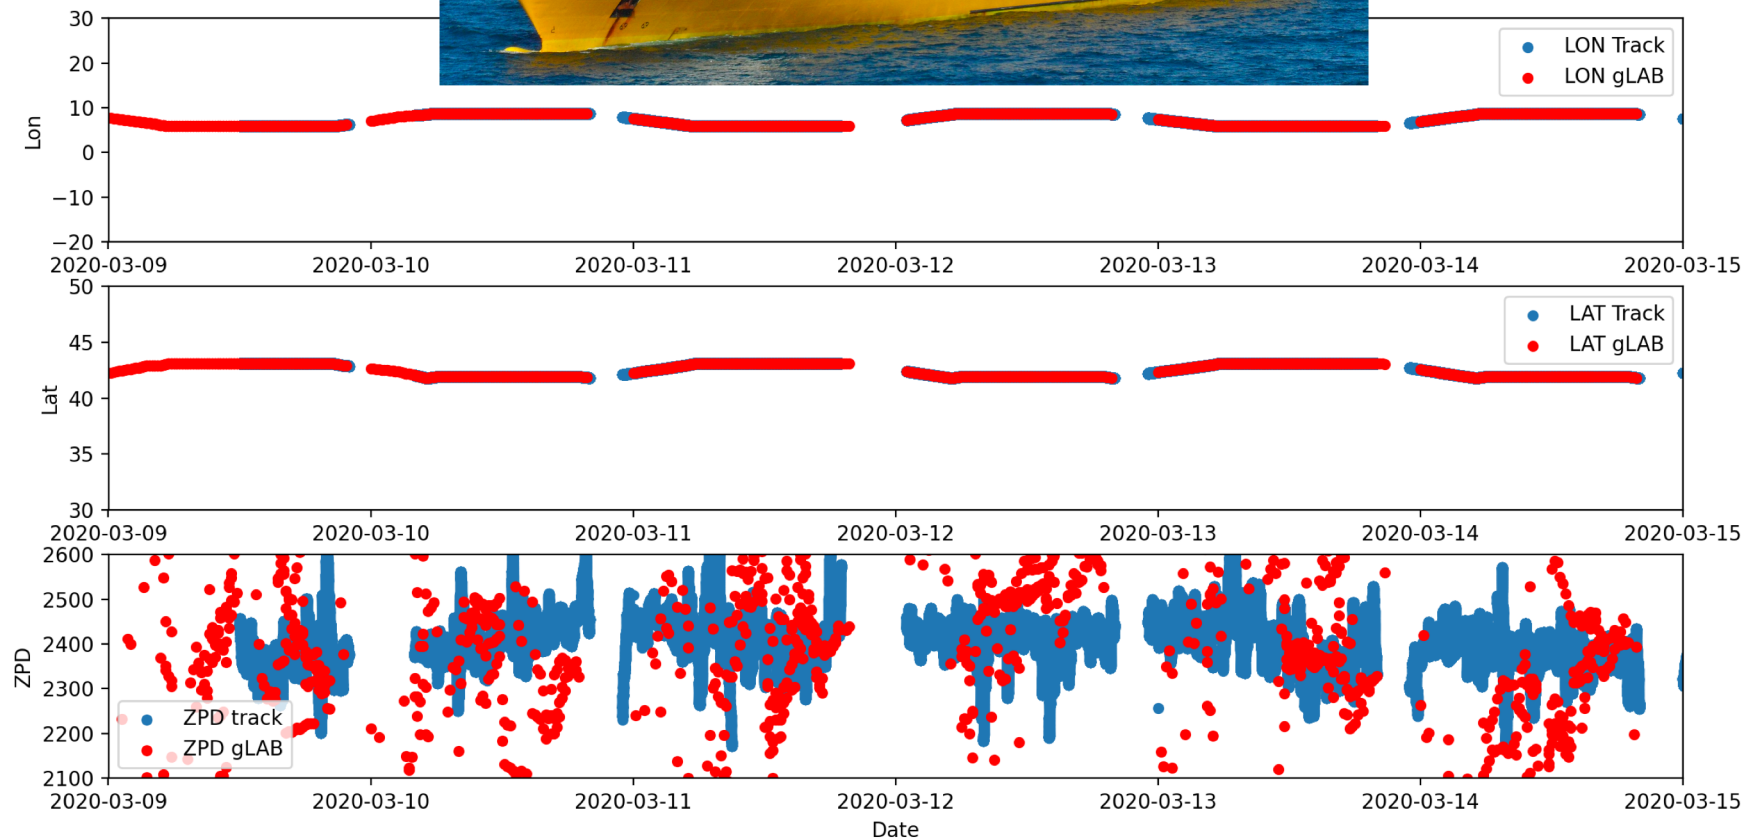 30
20
10
0
−10
−20
Lon
LON Track
LON gLAB
2020-03-09 2020-03-10 2020-03-11 2020-03-12 2020-03-13 2020-03-14 2020-03-15
50
45
40
35
30
Lat
LAT Track
LAT gLAB
2020-03-09 2020-03-10 2020-03-11 2020-03-12 2020-03-13 2020-03-14 2020-03-15
2600
2500
2400
2300
2200
2100
ZPD
ZPD track
ZPD gLAB
2020-03-09 2020-03-10 2020-03-11 2020-03-12 2020-03-13 2020-03-14 2020-03-15
Date